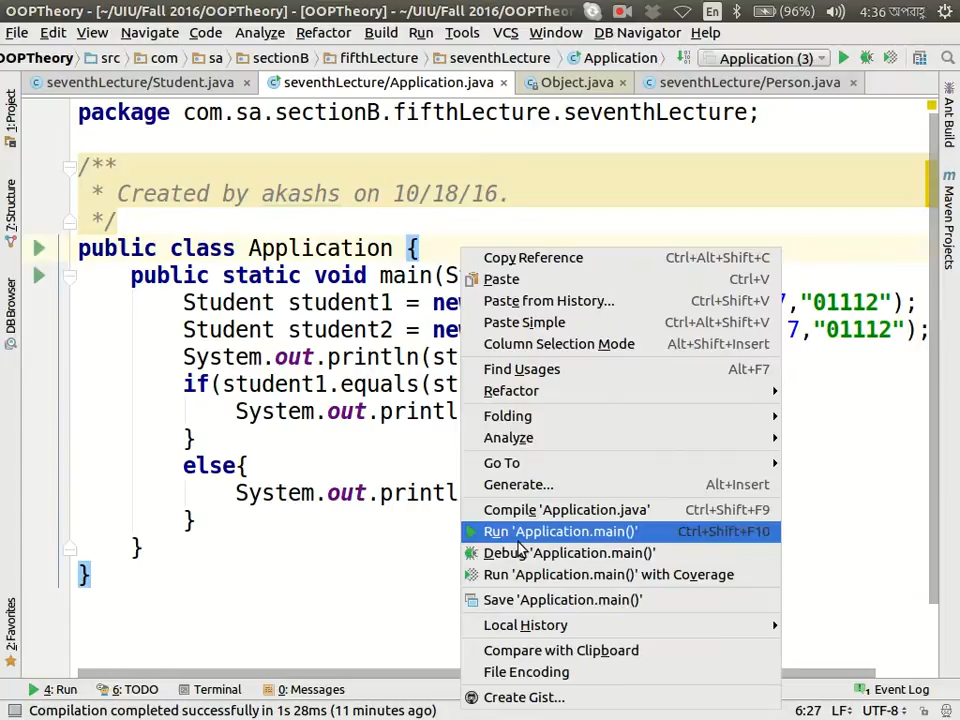 OOPTheory - [~/UIU/Fall 2016/OOPTheory] - [OOPTheory] - .../src/com/sa/
En
(96%)
4:36 অপরাহ্ণ
File Edit View Navigate Code Analyze Refactor Build Run Tools VCS Window DB Navigator Help
OOPTheory src com sa sectionB fifthLecture seventhLecture Application Application (3)
seventhLecture/Student.java × seventhLecture/Application.java × Object.java × seventhLecture/Person.java ×
1: Project
7: Structure
DB Browser
2: Favorites
package com.sa.sectionB.fifthLecture.seventhLecture;
/**
* Created by akashs on 10/18/16.
*/
public class Application {
public static void main(S
Student student1 = new 7,"01112");
Student student2 = new 7,"01112");
System.out.println(st
if(student1.equals(st
System.out.printl
}
else{
System.out.printl
}
}
}
Copy Reference Ctrl+Alt+Shift+C
Paste Ctrl+V
Paste from History... Ctrl+Shift+V
Paste Simple Ctrl+Alt+Shift+V
Column Selection Mode Alt+Shift+Insert
Find Usages Alt+F7
Refactor
Folding
Analyze
Go To
Generate... Alt+Insert
Compile 'Application.java' Ctrl+Shift+F9
Run 'Application.main()' Ctrl+Shift+F10
Debug 'Application.main()'
Run 'Application.main()' with Coverage
Save 'Application.main()'
Local History
Compare with Clipboard
File Encoding
Create Gist...
Ant Build
m
Maven Projects
4: Run 6: TODO Terminal 0: Messages Event Log
Compilation completed successfully in 1s 28ms (11 minutes ago) 6:27 LF÷ UTF-8÷